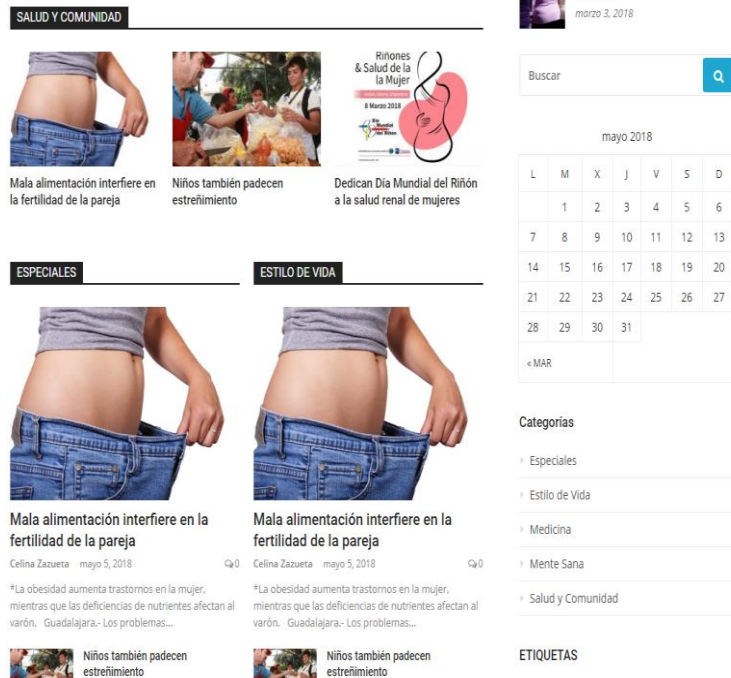 SALUD Y COMUNIDAD
Riñones
& Salud de la
la Mujer
8 Marzo 2018
Día
Mundial
del Riñón
Mala alimentación interfiere en
la fertilidad de la pareja
Niños también padecen
estreñimiento
Dedican Día Mundial del Riñón
a la salud renal de mujeres
ESPECIALES
Mala alimentación interfiere en la
fertilidad de la pareja
Celina Zazueta mayo 5, 2018 0
*La obesidad aumenta trastornos en la mujer,
mientras que las deficiencias de nutrientes afectan al
varón. Guadalajara.- Los problemas...
Niños también padecen
estreñimiento
ESTILO DE VIDA
Mala alimentación interfiere en la
fertilidad de la pareja
Celina Zazueta mayo 5, 2018 0
*La obesidad aumenta trastornos en la mujer,
mientras que las deficiencias de nutrientes afectan al
varón. Guadalajara.- Los problemas...
Niños también padecen
estreñimiento
marzo 3, 2018
Buscar
mayo 2018
L M X J V S D
1 2 3 4 5 6
7 8 9 10 11 12 13
14 15 16 17 18 19 20
21 22 23 24 25 26 27
28 29 30 31
« MAR
Categorías
Especiales
Estilo de Vida
Medicina
Mente Sana
Salud y Comunidad
ETIQUETAS